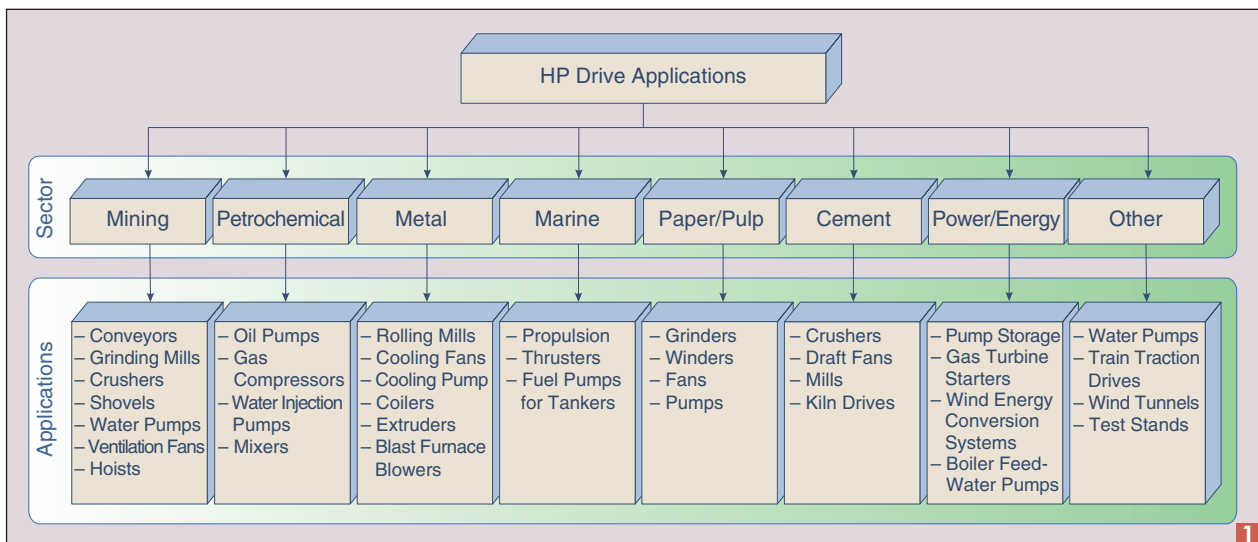 HP Drive Applications
Sector
Mining
Petrochemical
Metal
Marine
Paper/Pulp
Cement
Power/Energy
Other
Applications
– Conveyors
– Grinding Mills
– Crushers
– Shovels
– Water Pumps
– Ventilation Fans
– Hoists
– Oil Pumps
– Gas
Compressors
– Water Injection
Pumps
– Mixers
– Rolling Mills
– Cooling Fans
– Cooling Pump
– Coilers
– Extruders
– Blast Furnace
Blowers
– Propulsion
– Thrusters
– Fuel Pumps
for Tankers
– Grinders
– Winders
– Fans
– Pumps
– Crushers
– Draft Fans
– Mills
– Kiln Drives
– Pump Storage
– Gas Turbine
Starters
– Wind Energy
Conversion
Systems
– Boiler Feed-
Water Pumps
– Water Pumps
– Train Traction
Drives
– Wind Tunnels
– Test Stands
1